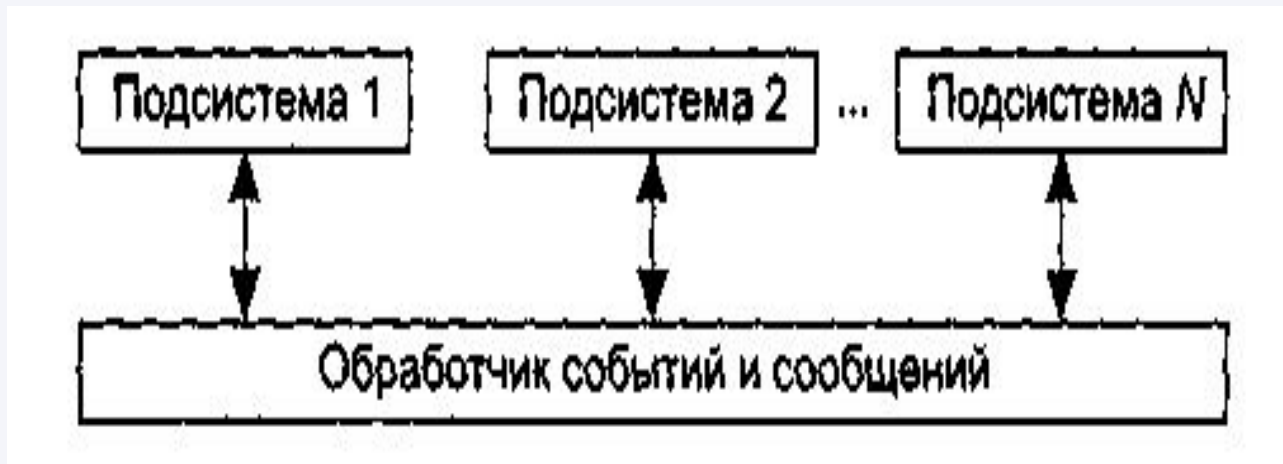 Подсистема 1 Подсистема 2 ... Подсистема N
Обработчик событий и сообщений